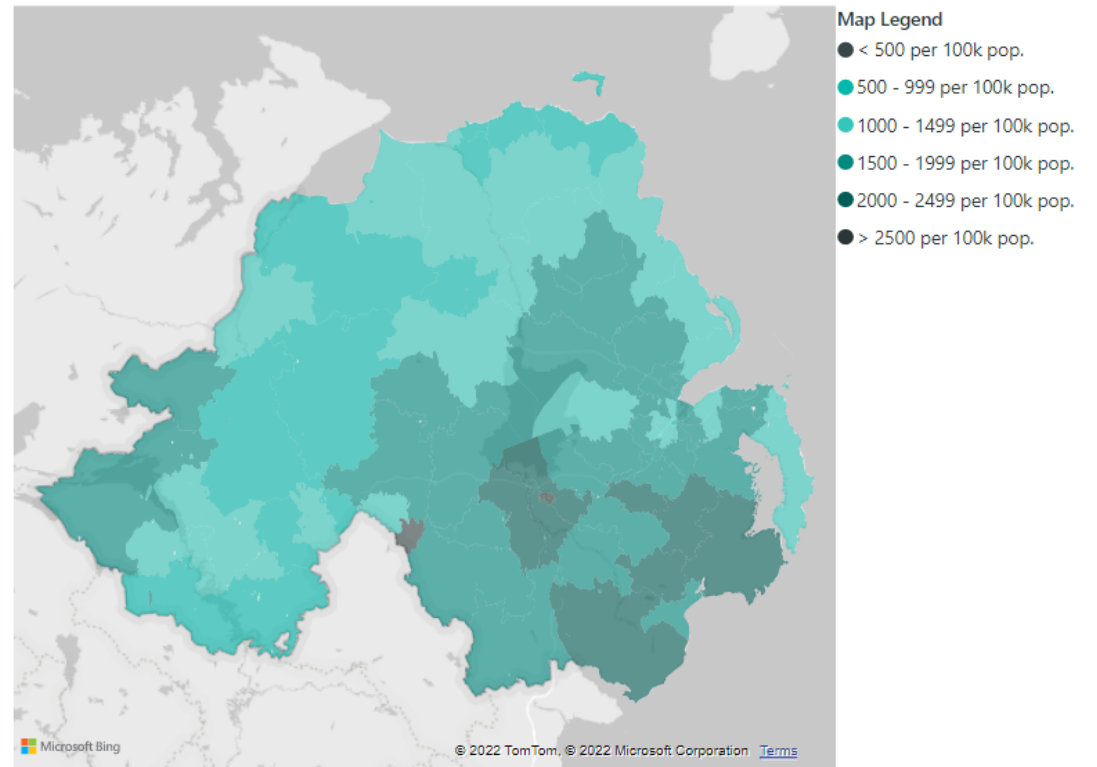 Map Legend
< 500 per 100k pop.
500 - 999 per 100k pop.
1000 - 1499 per 100k pop.
1500 - 1999 per 100k pop.
2000 - 2499 per 100k pop.
> 2500 per 100k pop.
Microsoft Bing
© 2022 TomTom, © 2022 Microsoft Corporation Terms